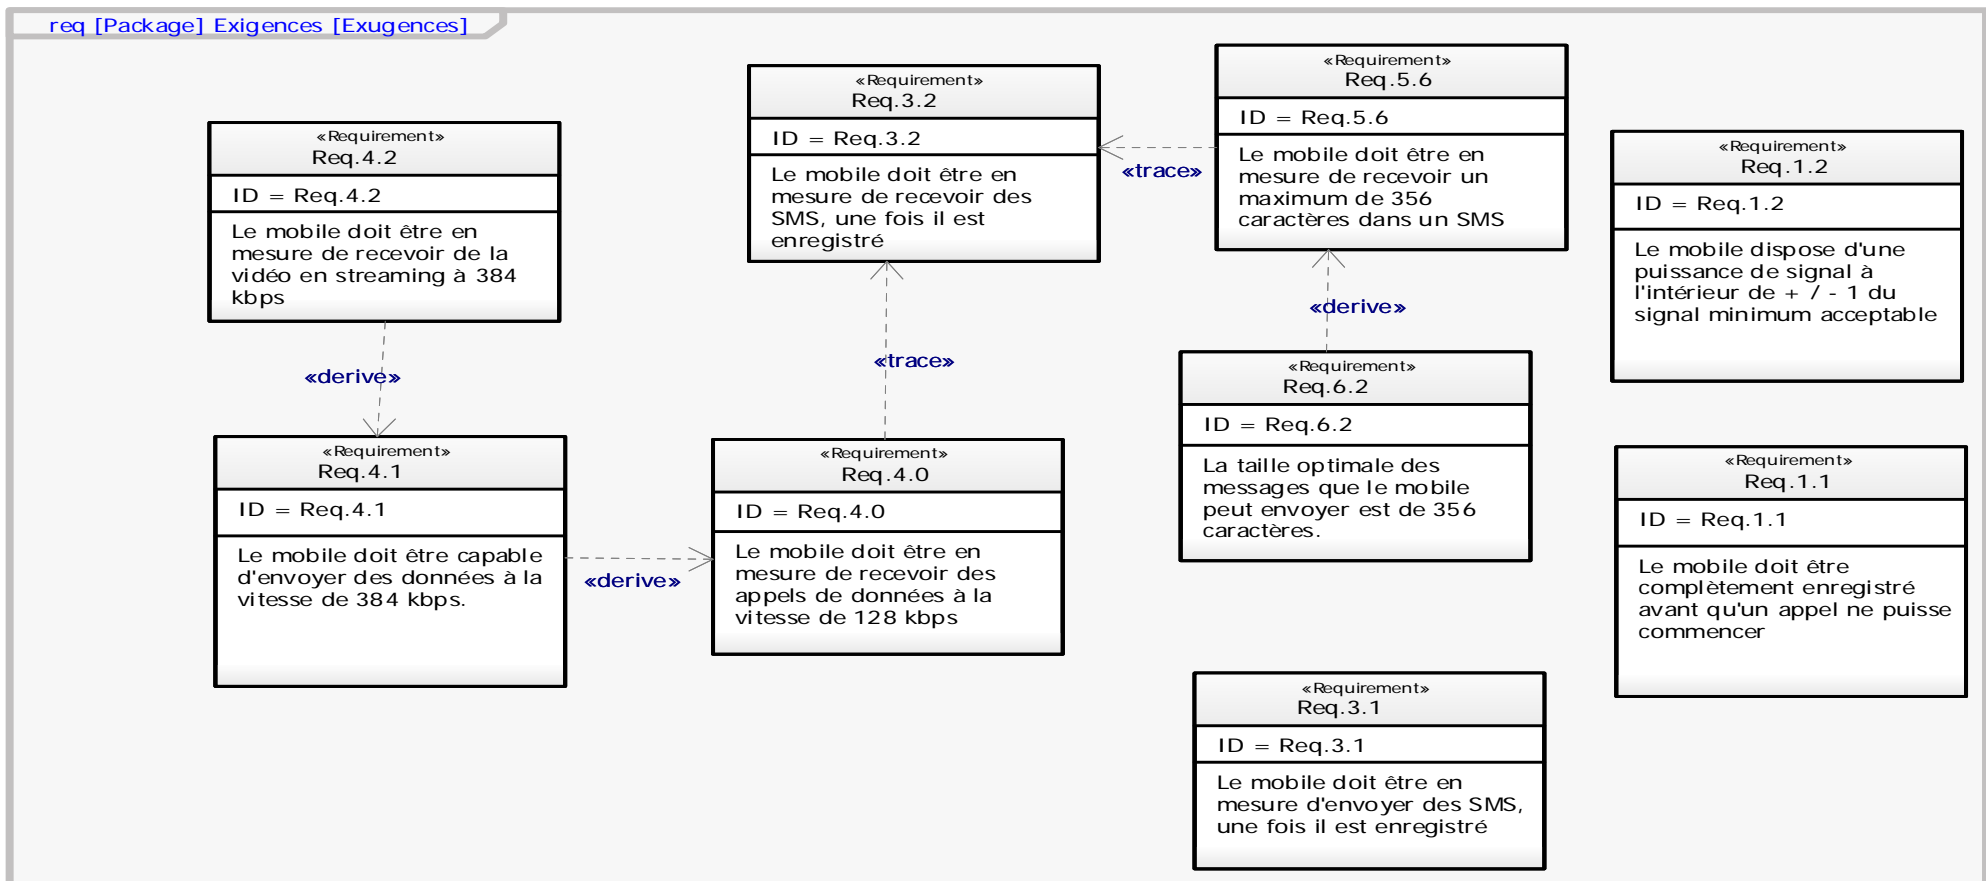 req [Package] Exigences [Exugences]
«Requirement»
Req.4.2
ID = Req.4.2
Le mobile doit être en
mesure de recevoir de la
vidéo en streaming à 384
kbps
«derive»
«Requirement»
Req.4.1
ID = Req.4.1
Le mobile doit être capable
d'envoyer des données à la
vitesse de 384 kbps.
«derive»
«Requirement»
Req.3.2
ID = Req.3.2
Le mobile doit être en
mesure de recevoir des
SMS, une fois il est
enregistré
«trace»
«Requirement»
Req.4.0
ID = Req.4.0
Le mobile doit être en
mesure de recevoir des
appels de données à la
vitesse de 128 kbps
«trace»
«Requirement»
Req.5.6
ID = Req.5.6
Le mobile doit être en
mesure de recevoir un
maximum de 356
caractères dans un SMS
«derive»
«Requirement»
Req.6.2
ID = Req.6.2
La taille optimale des
messages que le mobile
peut envoyer est de 356
caractères.
«Requirement»
Req.3.1
ID = Req.3.1
Le mobile doit être en
mesure d'envoyer des SMS,
une fois il est enregistré
«Requirement»
Req.1.2
ID = Req.1.2
Le mobile dispose d'une
puissance de signal à
l'intérieur de + / - 1 du
signal minimum acceptable
«Requirement»
Req.1.1
ID = Req.1.1
Le mobile doit être
complètement enregistré
avant qu'un appel ne puisse
commencer